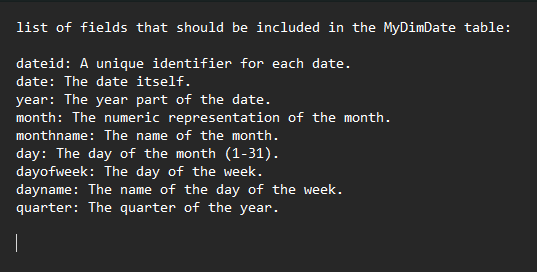 list of fields that should be included in the MyDimDate table:
dateid: A unique identifier for each date.
date: The date itself.
year: The year part of the date.
month: The numeric representation of the month.
monthname: The name of the month.
day: The day of the month (1-31).
dayofweek: The day of the week.
dayname: The name of the day of the week.
quarter: The quarter of the year.